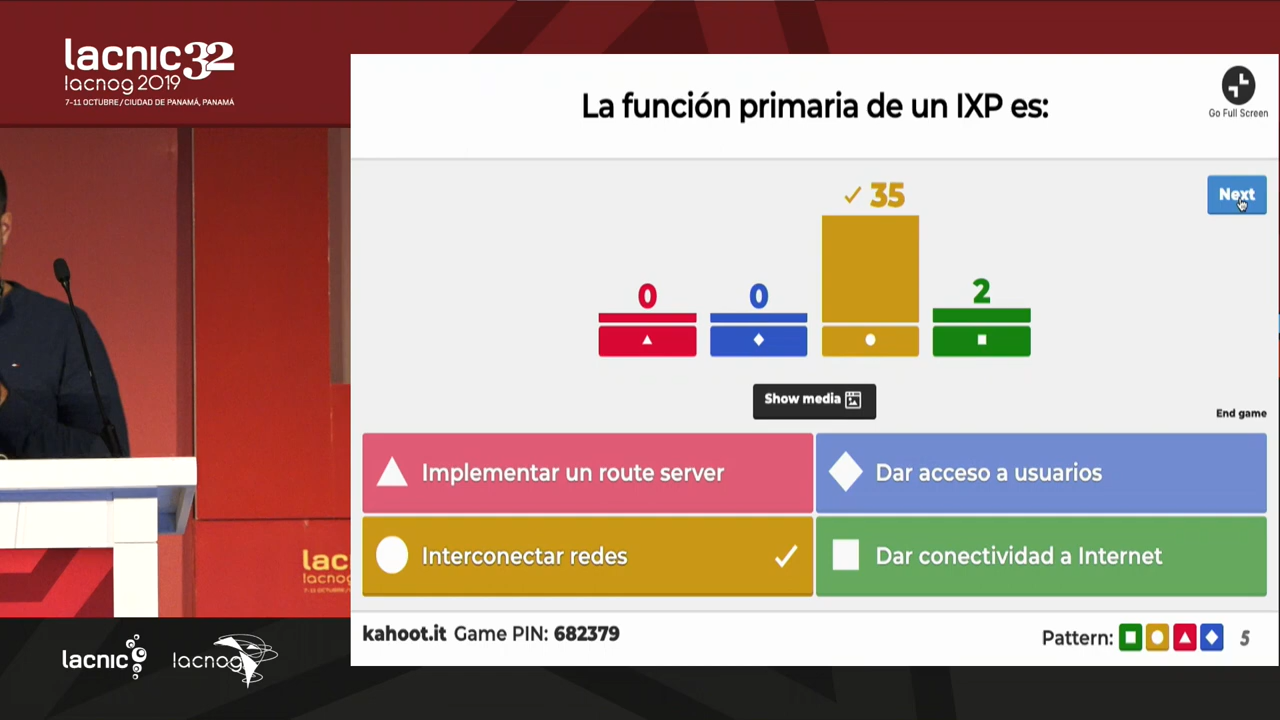 lacnic32
lacnog 2019
7-11 OCTUBRE / CIUDAD DE PANAMÁ, PANAMÁ
La función primaria de un IXP es:
Go Full Screen
Next
35
0
0
2
Show media
End game
Implementar un route server
Dar acceso a usuarios
Interconectar redes
Dar conectividad a Internet
kahoot.it Game PIN: 682379
Pattern:
5
lac
lacnog
lacnic
lacnog